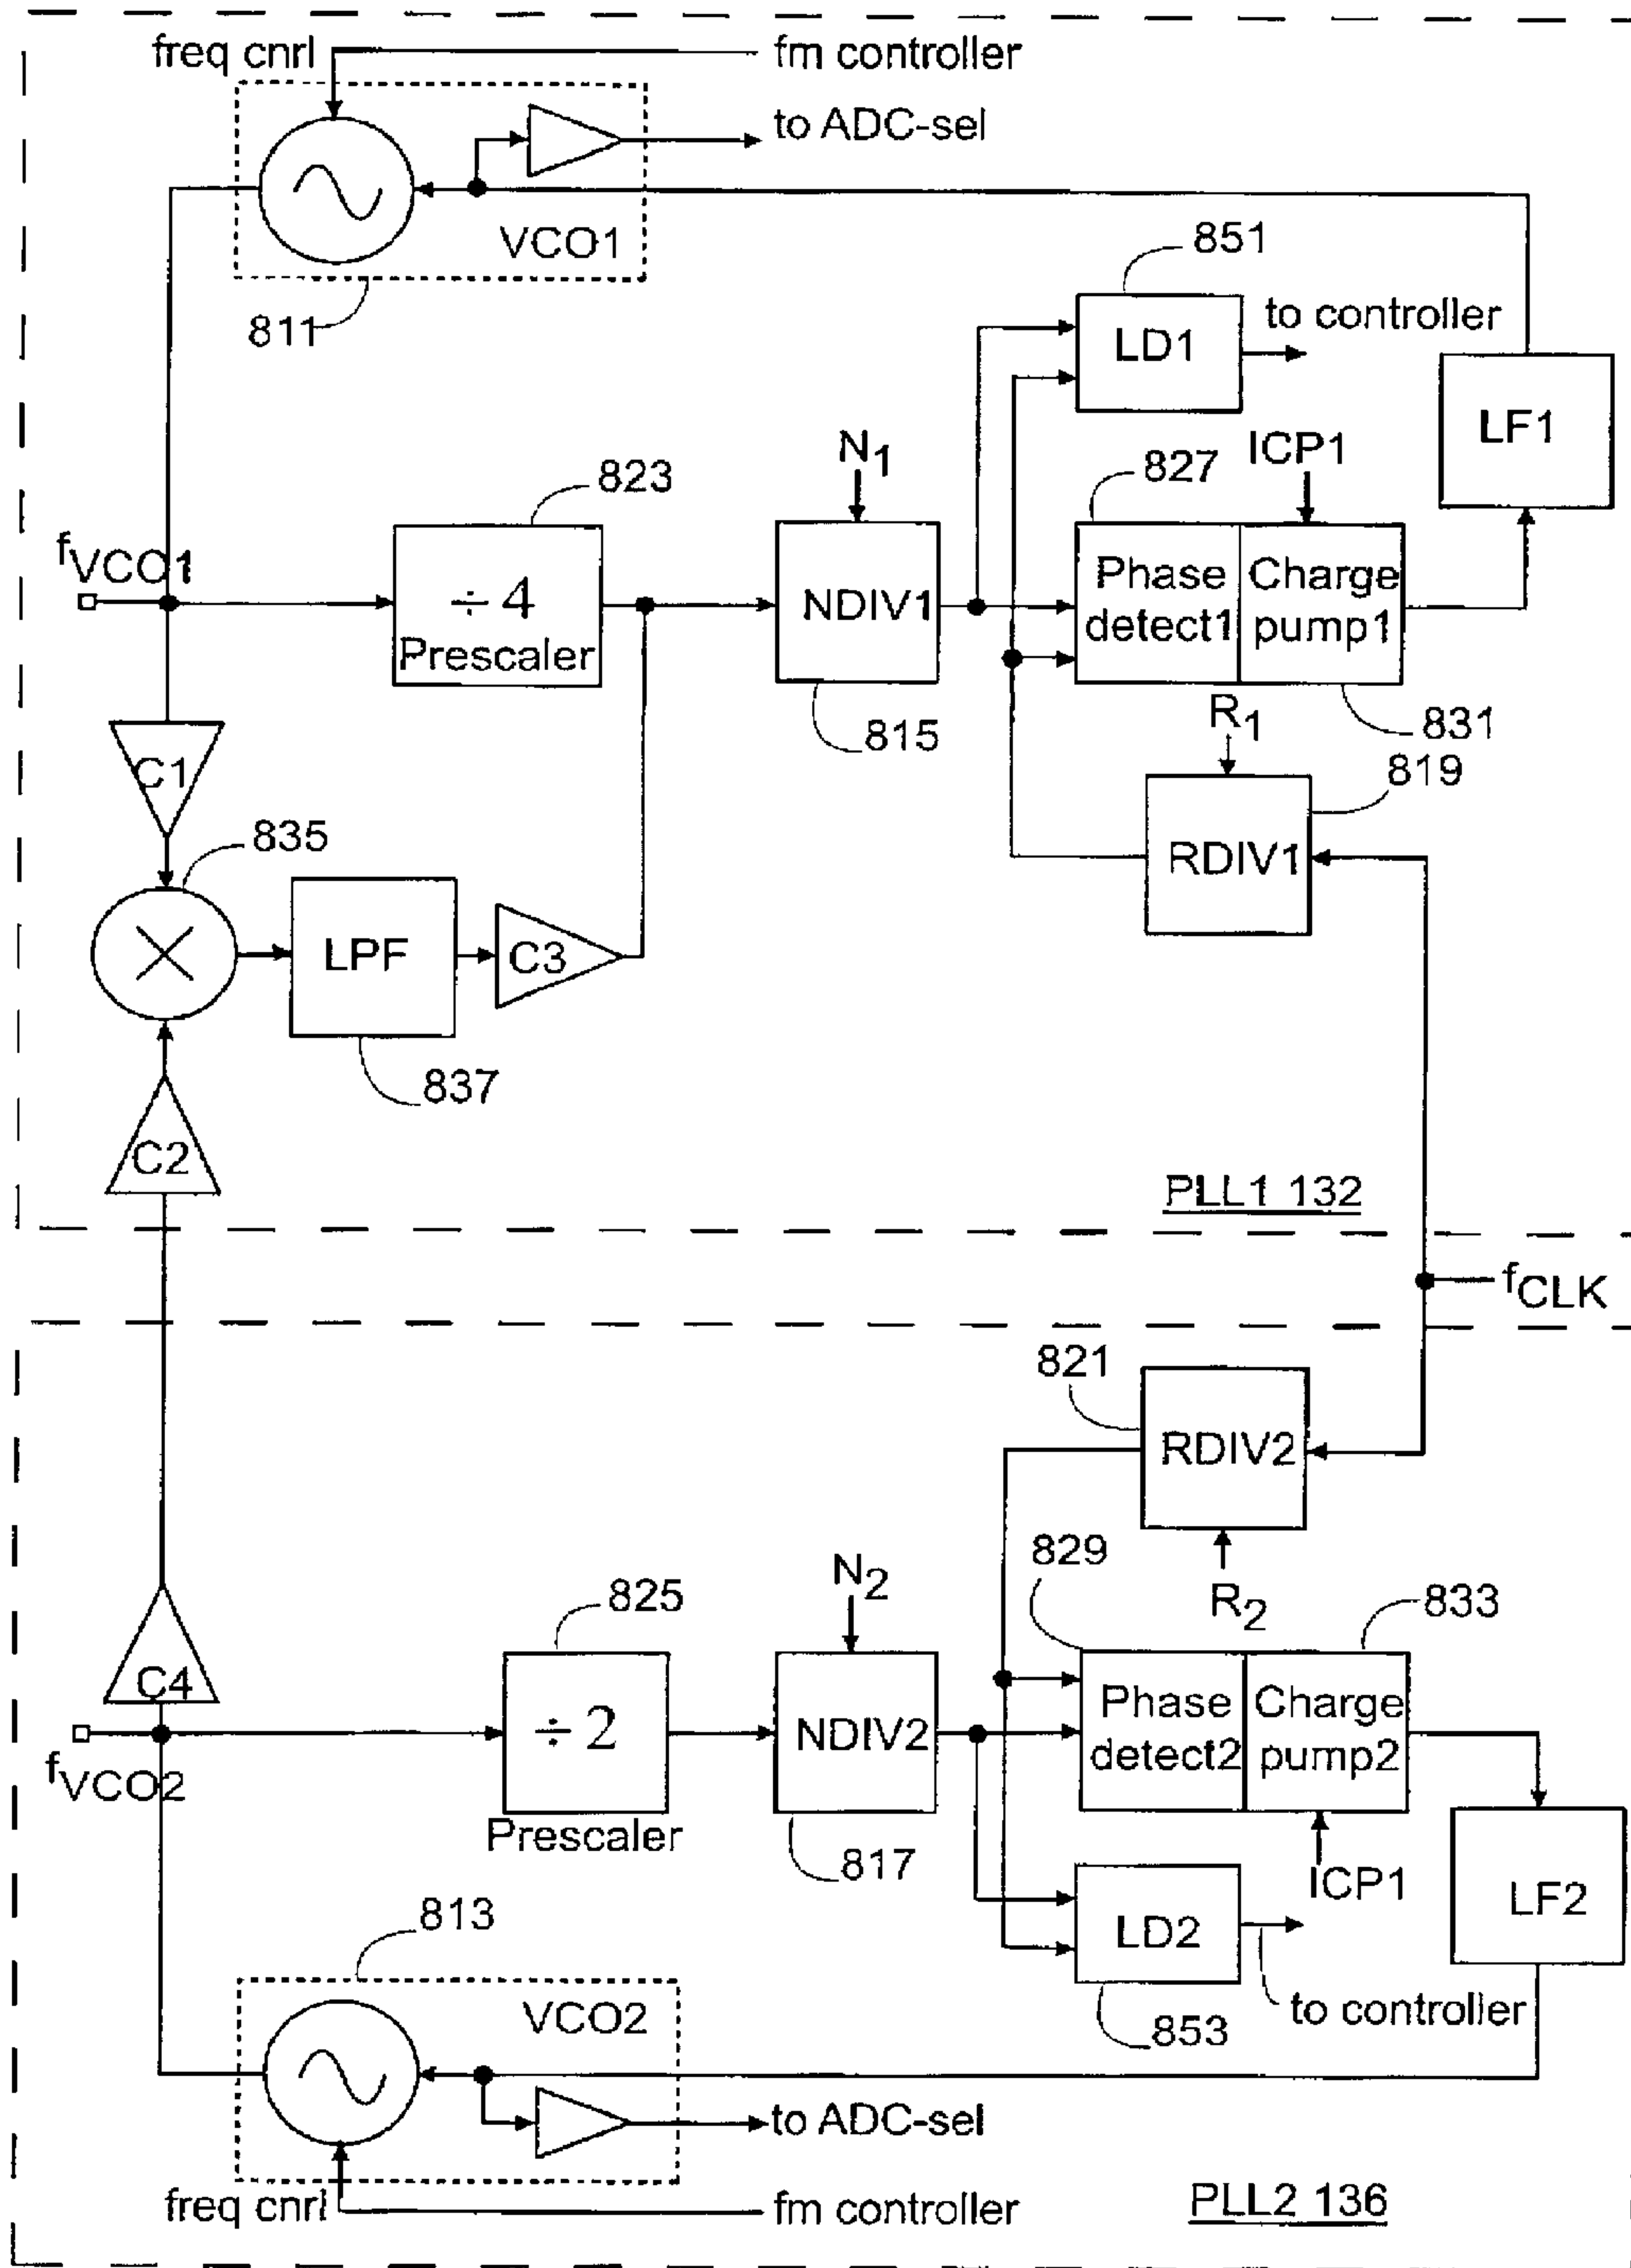 freq cnrl
fm controller
to ADC-sel
VCO1
811
851
LD1
to controller
LF1
N1
823
827
ICP1
fVCO1
÷4
Prescaler
NDIV1
Phase
detect1
Charge
pump1
815
R1
831
819
C1
835
RDIV1
LPF
C3
837
C2
PLL1 132
fCLK
821
RDIV2
829
N2
825
R2
833
C4
÷2
NDIV2
Phase
detect2
Charge
pump2
fVCO2
Prescaler
817
ICP1
LF2
813
LD2
VCO2
to controller
853
to ADC-sel
freq cnrl
fm controller
PLL2 136